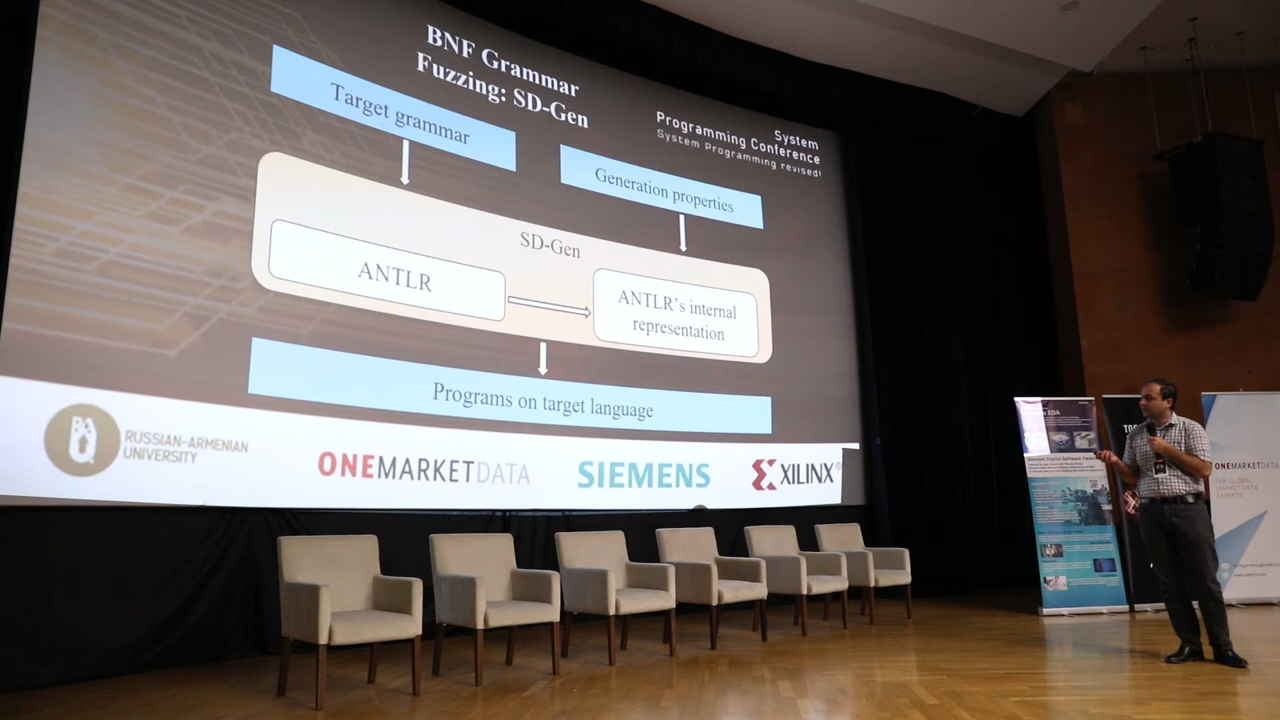 BNF Grammar
Fuzzing: SD-Gen
System
Programming Conference
System Programming revised!
Target grammar
Generation properties
SD-Gen
ANTLR
ANTLR's internal
representation
Programs on target language
RUSSIAN-ARMENIAN
UNIVERSITY
ONEMARKETDATA
SIEMENS
XILINX®
EDA
ONEMARKETDATA
THE GLOBAL
MARKET DATA
EXPERTS